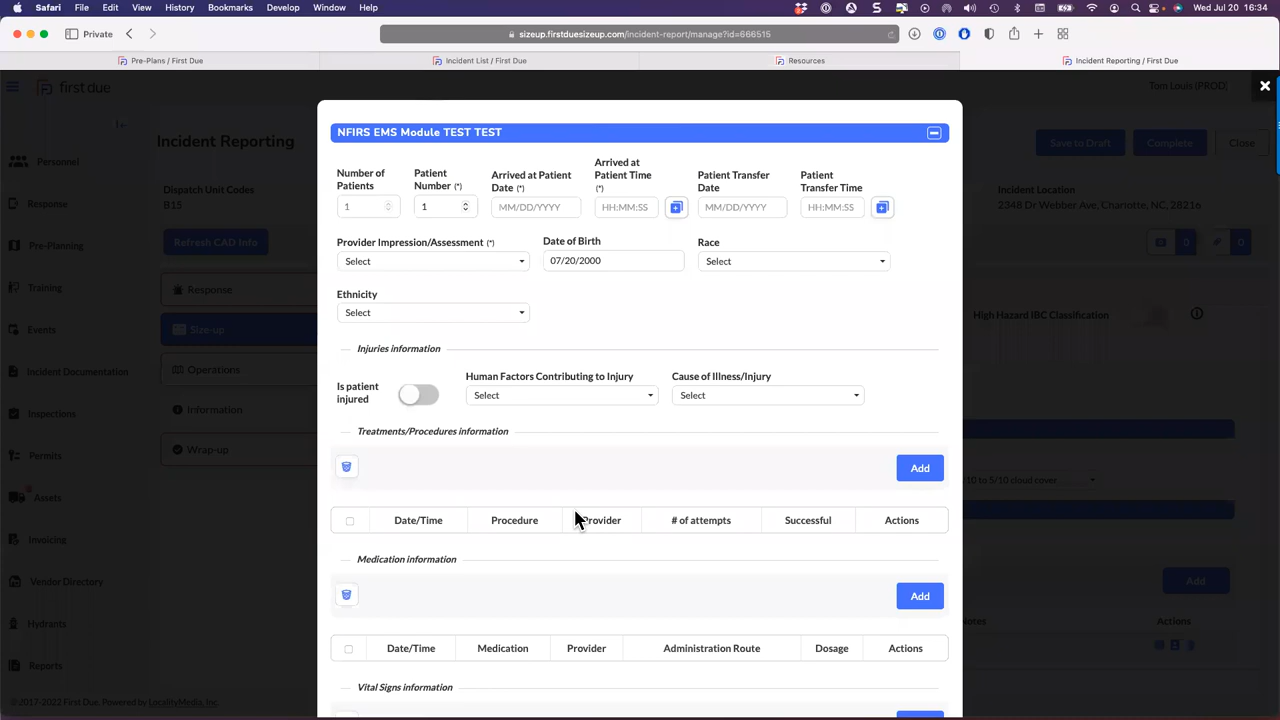 Safari File Edit View History Bookmarks Develop Window Help Wed Jul 20 16:34
Private sizeup.firstduesizeup.com/incident-report/manage?id=666515
Pre-Plans / First Due Incident List / First Due Resources Incident Reporting / First Due
first due Tom Louis (PROD)
Incident Reporting Save to Draft Complete Close
Personnel
Response
Pre-Planning
Training
Events
Incident Documentation
Inspections
Permits
Assets
Invoicing
Vendor Directory
Hydrants
Reports
©2017-2022 First Due. Powered by LocalityMedia, Inc.
Dispatch Unit Codes
B15
Refresh CAD Info
Response
Size-up
Operations
Information
Wrap-up
Incident Location
2348 Dr Webber Ave, Charlotte, NC, 28216
0 0
High Hazard IBC Classification
/10 to 5/10 cloud cover
Add
Notes Actions
NFIRS EMS Module TEST TEST
Number of Patients
1
Patient Number (*)
1
Arrived at Patient Date (*)
MM/DD/YYYY
Arrived at Patient Time (*)
HH:MM:SS
Patient Transfer Date
MM/DD/YYYY
Patient Transfer Time
HH:MM:SS
Provider Impression/Assessment (*)
Select
Date of Birth
07/20/2000
Race
Select
Ethnicity
Select
Injuries information
Is patient injured
Human Factors Contributing to Injury
Select
Cause of Illness/Injury
Select
Treatments/Procedures information
Add
Date/Time Procedure Provider # of attempts Successful Actions
Medication information
Add
Date/Time Medication Provider Administration Route Dosage Actions
Vital Signs information